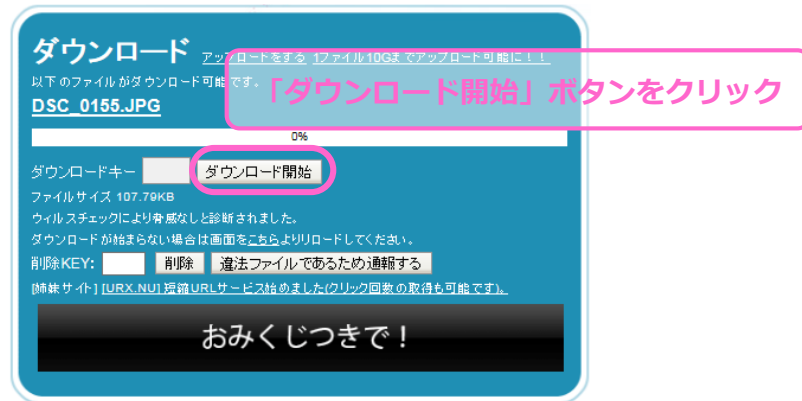 ダウンロード アップロードをする 1ファイル10Gまでアップロード可能に！！
以下のファイルがダウンロード可能です。
「ダウンロード開始」ボタンをクリック
DSC_0155.JPG
0%
ダウンロードキー ダウンロード開始
ファイルサイズ 107.79KB
ウィルスチェックにより脅威なしと診断されました。
ダウンロードが始まらない場合は画面をこちらよりリロードしてください。
削除KEY: 削除 違法ファイルであるため通報する
[姉妹サイト] [URX.NU] 短縮URLサービス始めました(クリック回数の取得も可能です)。
おみくじつきで！